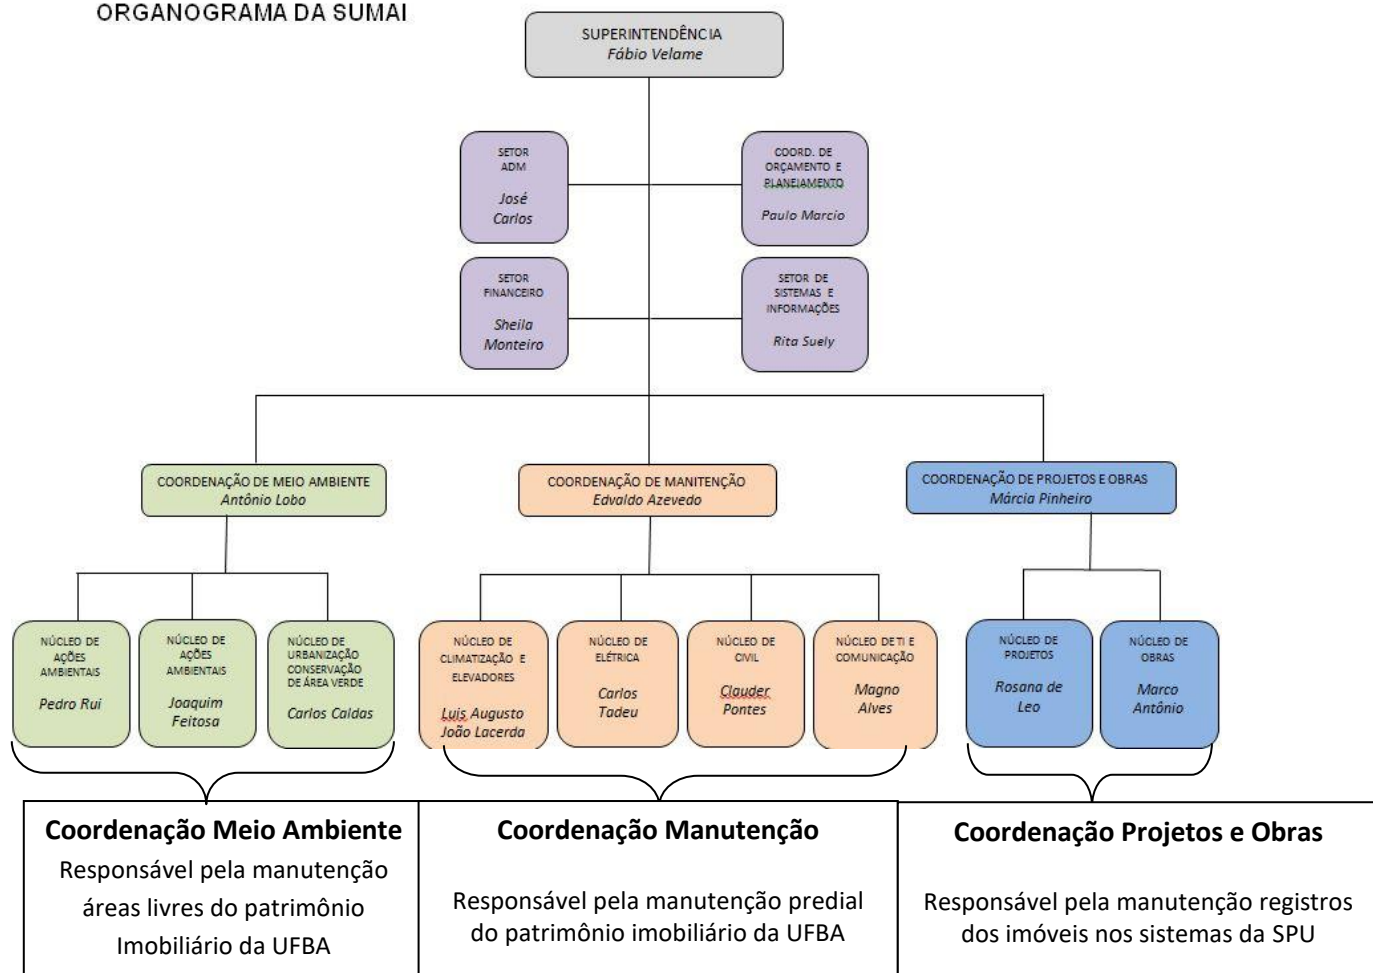 ORGANOGRAMA DA SUMAI
SUPERINTENDÊNCIA
Fábio Velame
SETOR
ADM
José
Carlos
COORD. DE
ORÇAMENTO E
PLANEJAMENTO
Paulo Marcio
SETOR
FINANCEIRO
Sheila
Monteiro
SETOR DE
SISTEMAS E
INFORMAÇÕES
Rita Suely
COORDENAÇÃO DE MEIO AMBIENTE
Antônio Lobo
COORDENAÇÃO DE MANITENÇÃO
Edvaldo Azevedo
COORDENAÇÃO DE PROJETOS E OBRAS
Márcia Pinheiro
NÚCLEO DE
AÇÕES
AMBIENTAIS
Pedro Rui
NÚCLEO DE
AÇÕES
AMBIENTAIS
Joaquim
Feitosa
NÚCLEO DE
URBANIZAÇÃO
CONSERVAÇÃO
DE ÁREA VERDE
Carlos Caldas
NÚCLEO DE
CLIMATIZAÇÃO E
ELEVADORES
Luis Augusto
João Lacerda
NÚCLEO DE
ELÉTRICA
Carlos
Tadeu
NÚCLEO DE
CIVIL
Clauder
Pontes
NÚCLEO DE TI E
COMUNICAÇÃO
Magno
Alves
NÚCLEO DE
PROJETOS
Rosana de
Leo
NÚCLEO DE
OBRAS
Marco
Antônio
Coordenação Meio Ambiente
Responsável pela manutenção
áreas livres do patrimônio
Imobiliário da UFBA
Coordenação Manutenção
Responsável pela manutenção predial
do patrimônio imobiliário da UFBA
Coordenação Projetos e Obras
Responsável pela manutenção registros
dos imóveis nos sistemas da SPU